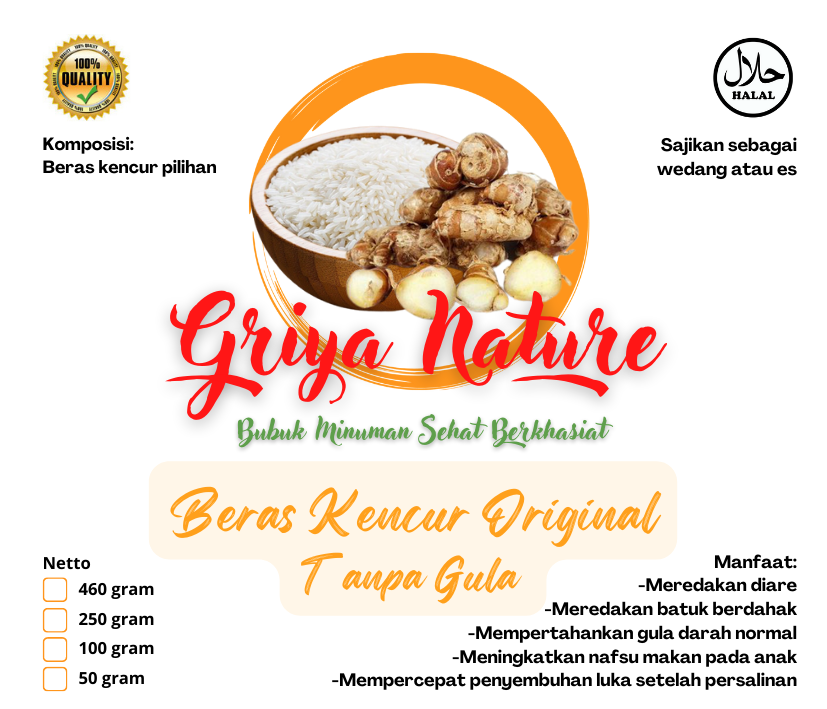 100% QUALITY
100%
QUALITY
Komposisi:
Beras kencur pilihan
حلال
HALAL
Sajikan sebagai
wedang atau es
Griya Nature
Bubuk Minuman Sehat Berkhasiat
Beras Kencur Original
Tanpa Gula
Netto
460 gram
250 gram
100 gram
50 gram
Manfaat:
-Meredakan diare
-Meredakan batuk berdahak
-Mempertahankan gula darah normal
-Meningkatkan nafsu makan pada anak
-Mempercepat penyembuhan luka setelah persalinan